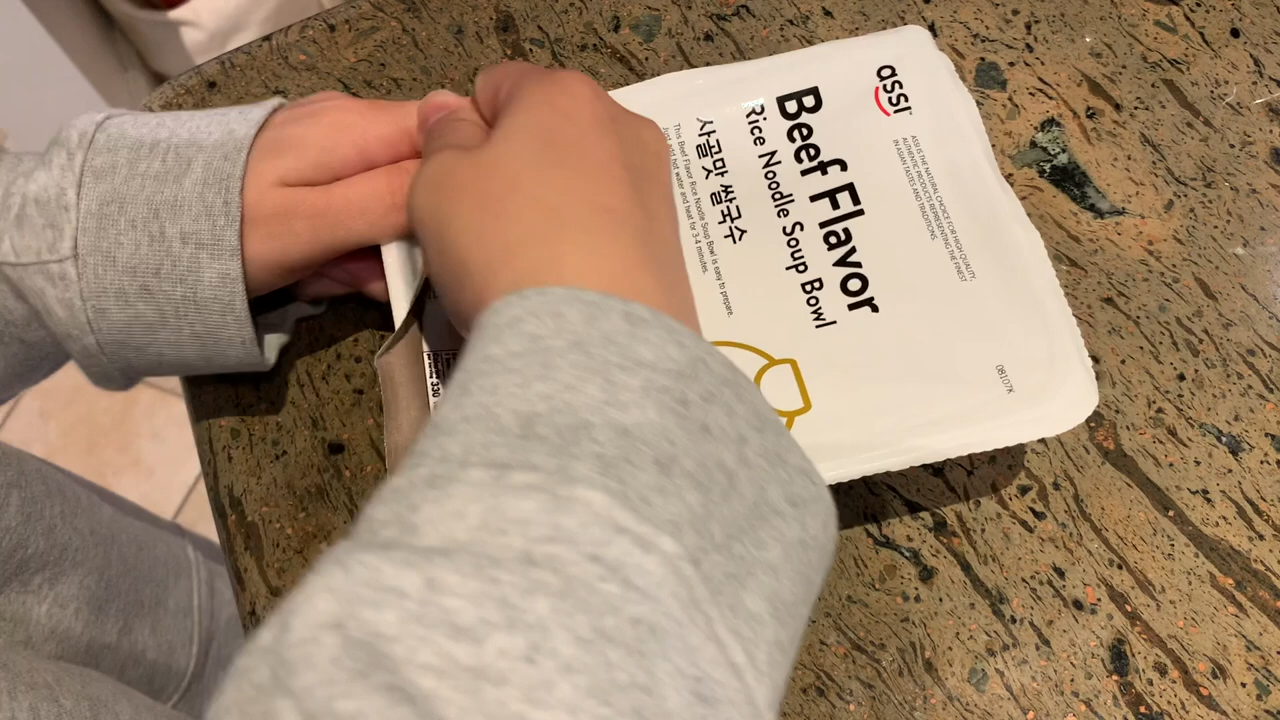 assi
ASSI IS THE NATURAL CHOICE FOR HIGH QUALITY,
AUTHENTIC PRODUCTS REPRESENTING THE FINEST
IN ASIAN TASTES AND TRADITIONS.
Beef Flavor
Rice Noodle Soup Bowl
사골맛 쌀국수
This Beef Flavor Rice Noodle Soup Bowl is easy to prepare.
Just add hot water and heat for 3-4 minutes.
08107K
330